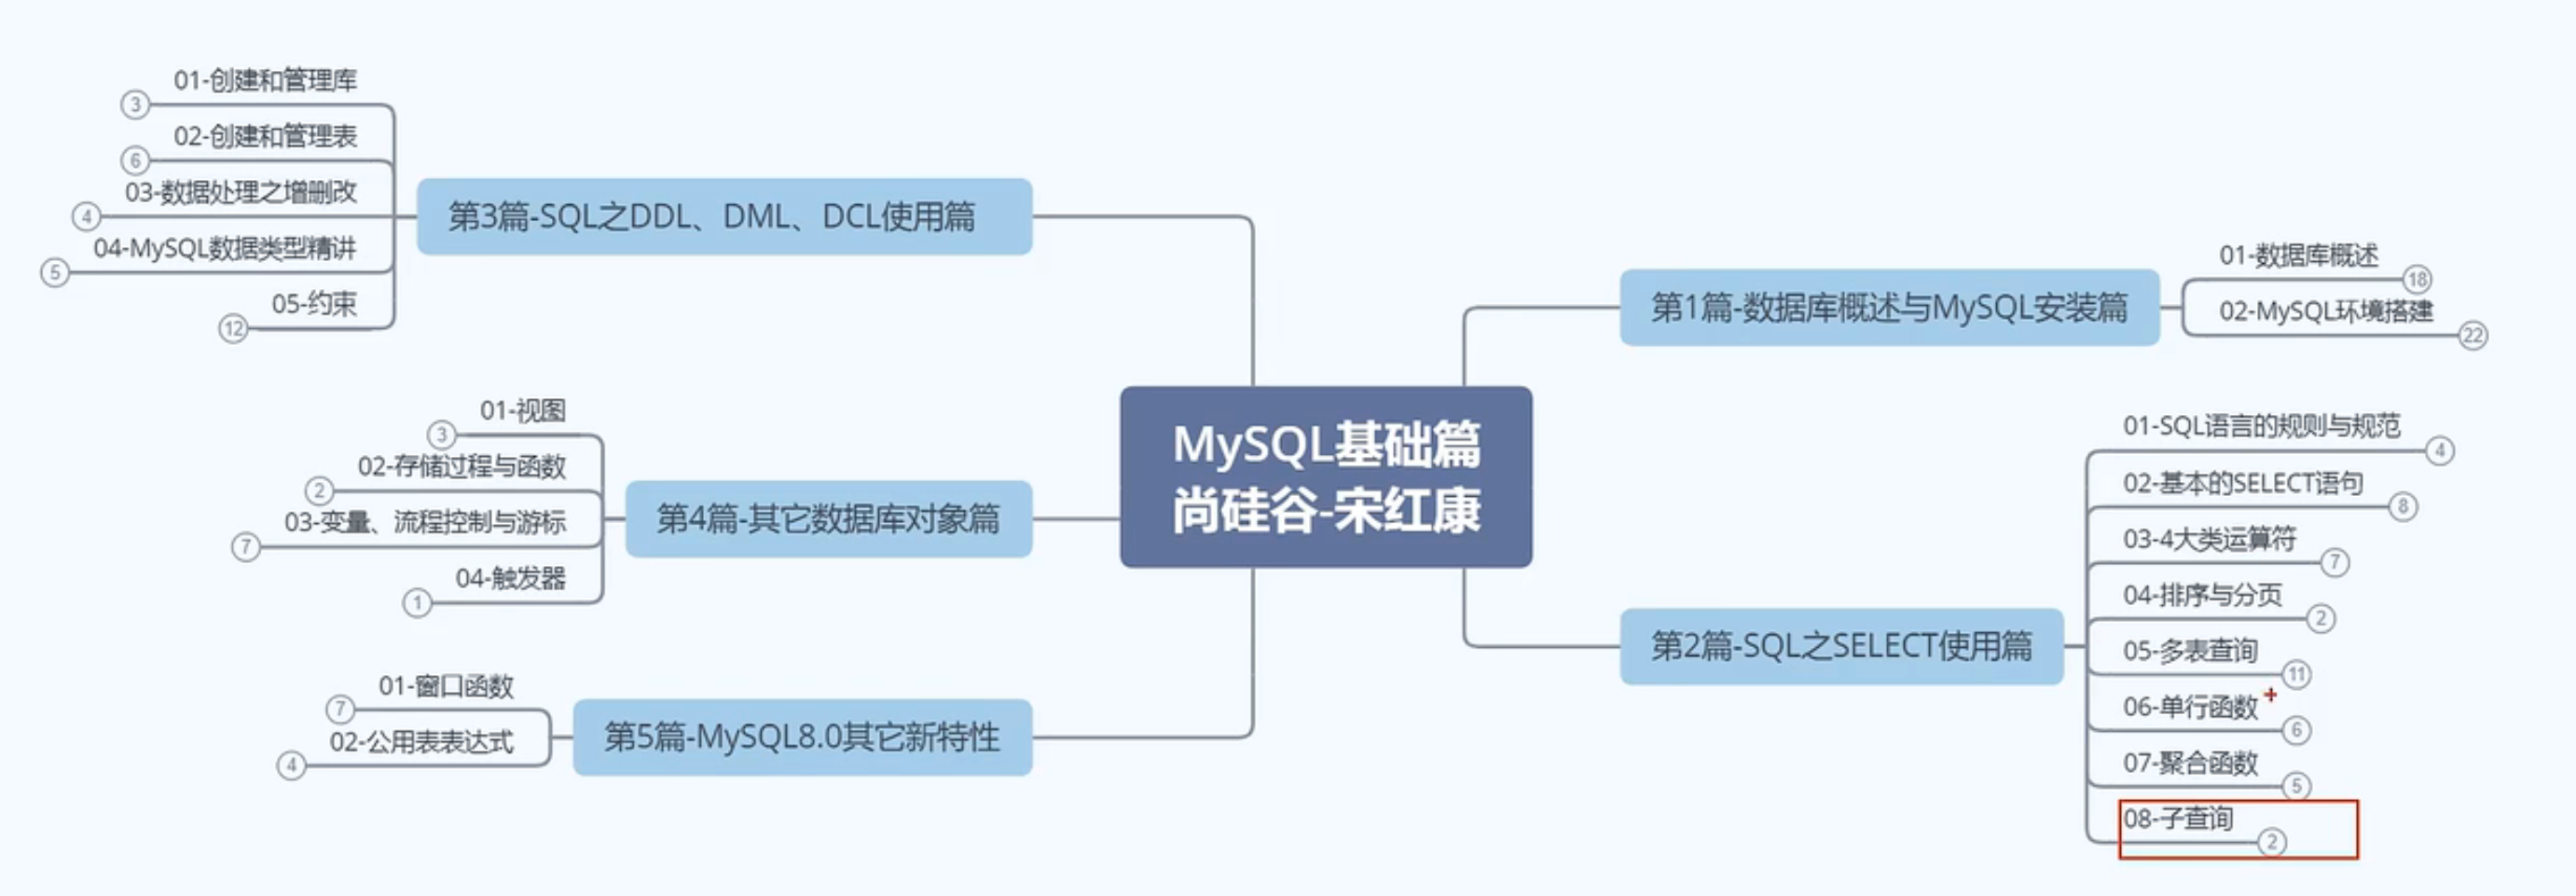 MySQL基础篇
尚硅谷-宋红康
第1篇-数据库概述与MySQL安装篇
01-数据库概述
18
02-MySQL环境搭建
22
第2篇-SQL之SELECT使用篇
01-SQL语言的规则与规范
4
02-基本的SELECT语句
8
03-4大类运算符
7
04-排序与分页
2
05-多表查询
11
06-单行函数
6
07-聚合函数
5
08-子查询
2
第3篇-SQL之DDL、DML、DCL使用篇
01-创建和管理库
3
02-创建和管理表
6
03-数据处理之增删改
4
04-MySQL数据类型精讲
5
05-约束
12
第4篇-其它数据库对象篇
01-视图
3
02-存储过程与函数
2
03-变量、流程控制与游标
7
04-触发器
1
第5篇-MySQL8.0其它新特性
01-窗口函数
7
02-公用表表达式
4